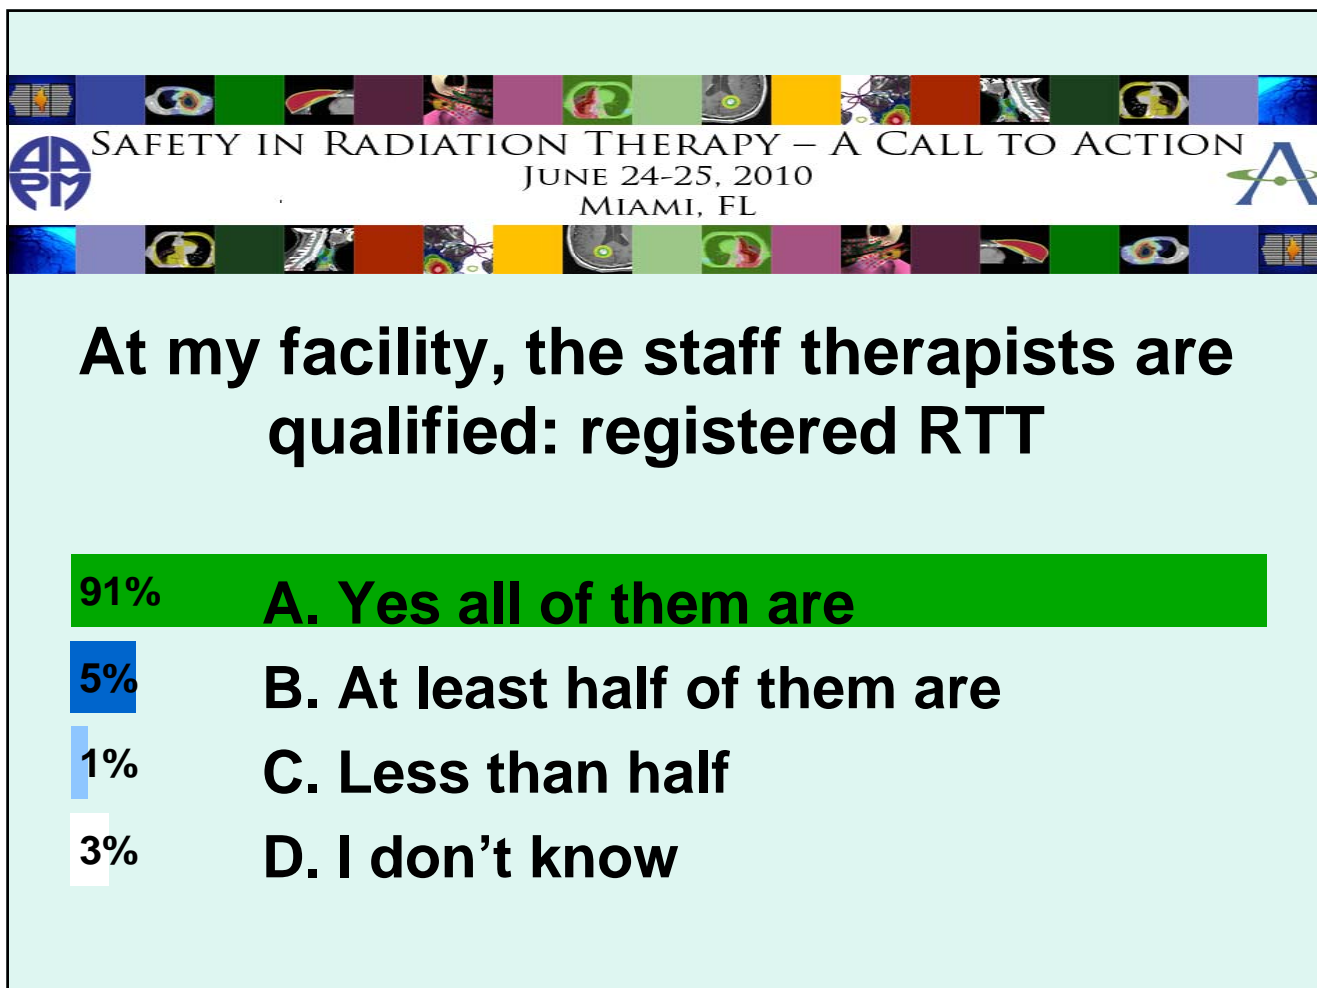 SAFETY IN RADIATION THERAPY – A CALL TO ACTION
JUNE 24-25, 2010
MIAMI, FL
AAPM
At my facility, the staff therapists are
qualified: registered RTT
91% A. Yes all of them are
5% B. At least half of them are
1% C. Less than half
3% D. I don’t know